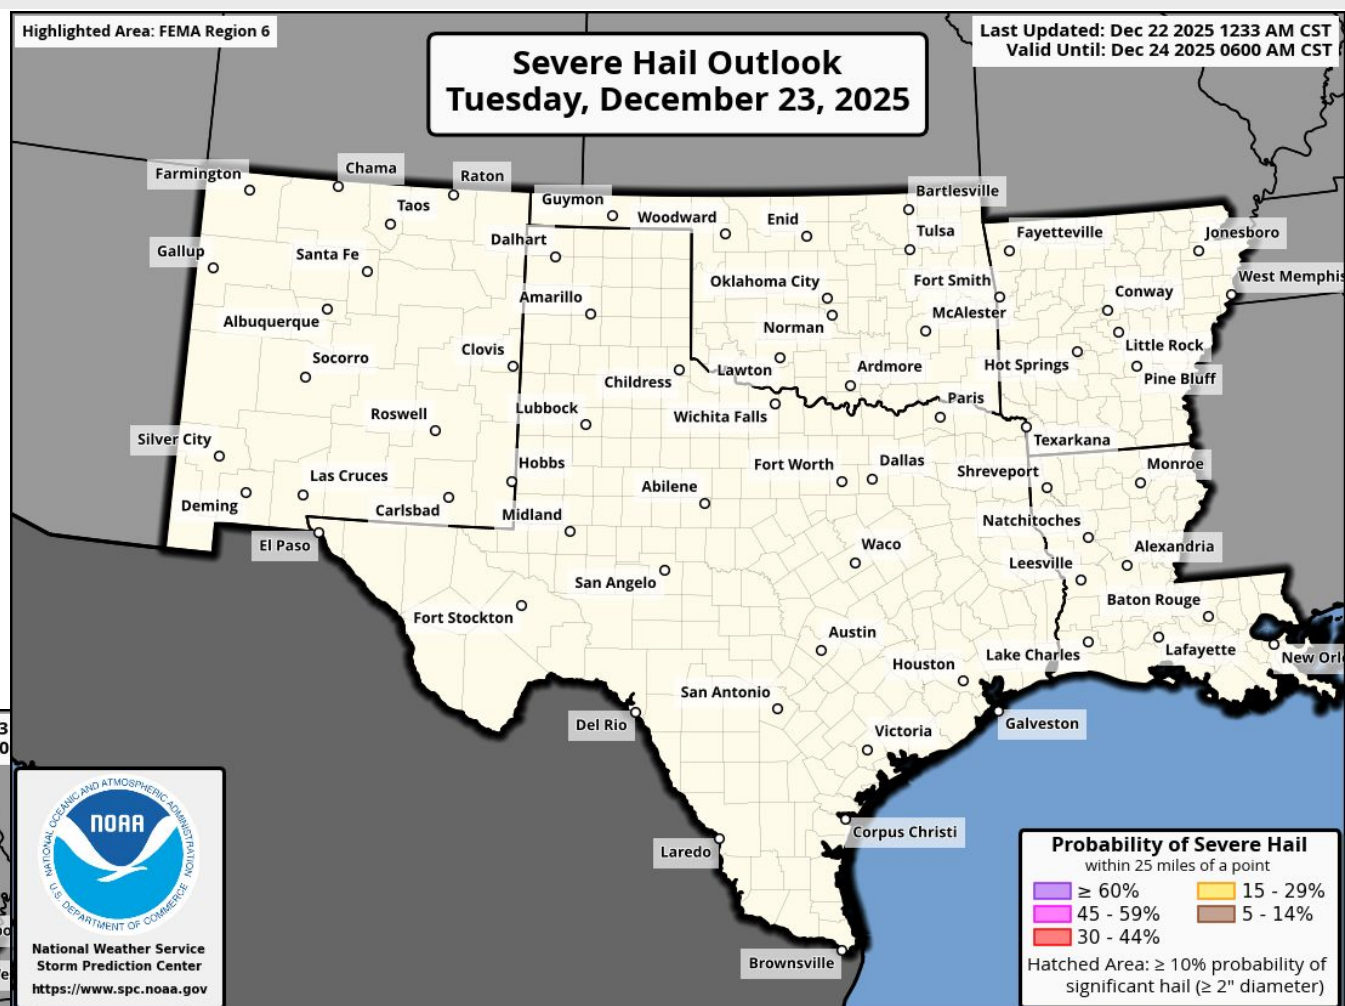 Highlighted Area: FEMA Region 6
Last Updated: Dec 22 2025 1233 AM CST
Valid Until: Dec 24 2025 0600 AM CST
Severe Hail Outlook
Tuesday, December 23, 2025
Farmington
Chama
Raton
Guymon
Bartlesville
Taos
Woodward
Enid
Tulsa
Fayetteville
Jonesboro
Gallup
Santa Fe
Dalhart
Oklahoma City
Fort Smith
West Memphis
Albuquerque
Amarillo
Norman
McAlester
Conway
Socorro
Clovis
Childress
Lawton
Ardmore
Hot Springs
Little Rock
Pine Bluff
Roswell
Lubbock
Wichita Falls
Paris
Silver City
Texarkana
Las Cruces
Hobbs
Abilene
Fort Worth
Dallas
Shreveport
Monroe
Deming
Carlsbad
Midland
Natchitoches
El Paso
San Angelo
Waco
Leesville
Alexandria
Fort Stockton
Baton Rouge
Austin
Houston
Lake Charles
Lafayette
New Orl
San Antonio
Del Rio
Victoria
Galveston
3
0
Laredo
Corpus Christi
Brownsville
NATIONAL OCEANIC AND ATMOSPHERIC ADMINISTRATION
NOAA
U.S. DEPARTMENT OF COMMERCE
National Weather Service
Storm Prediction Center
https://www.spc.noaa.gov
Probability of Severe Hail
within 25 miles of a point
≥ 60%
15 - 29%
45 - 59%
5 - 14%
30 - 44%
Hatched Area: ≥ 10% probability of
significant hail (≥ 2" diameter)